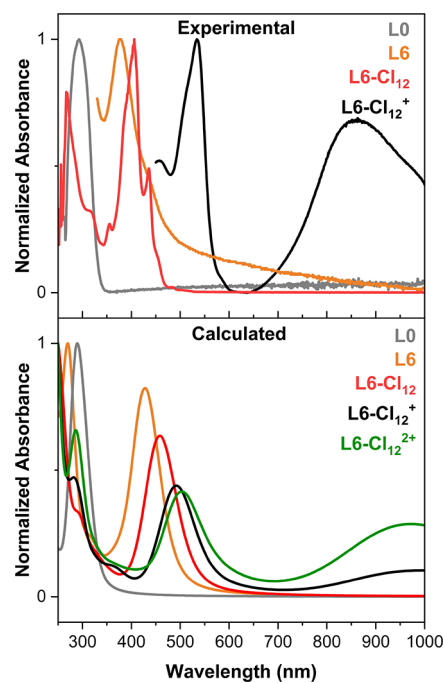 Experimental
L0
L6
L6-Cl₁₂
L6-Cl₁₂⁺
1
0
Normalized Absorbance
Calculated
L0
L6
L6-Cl₁₂
L6-Cl₁₂⁺
L6-Cl₁₂²⁺
1
0
Normalized Absorbance
300 400 500 600 700 800 900 1000
Wavelength (nm)